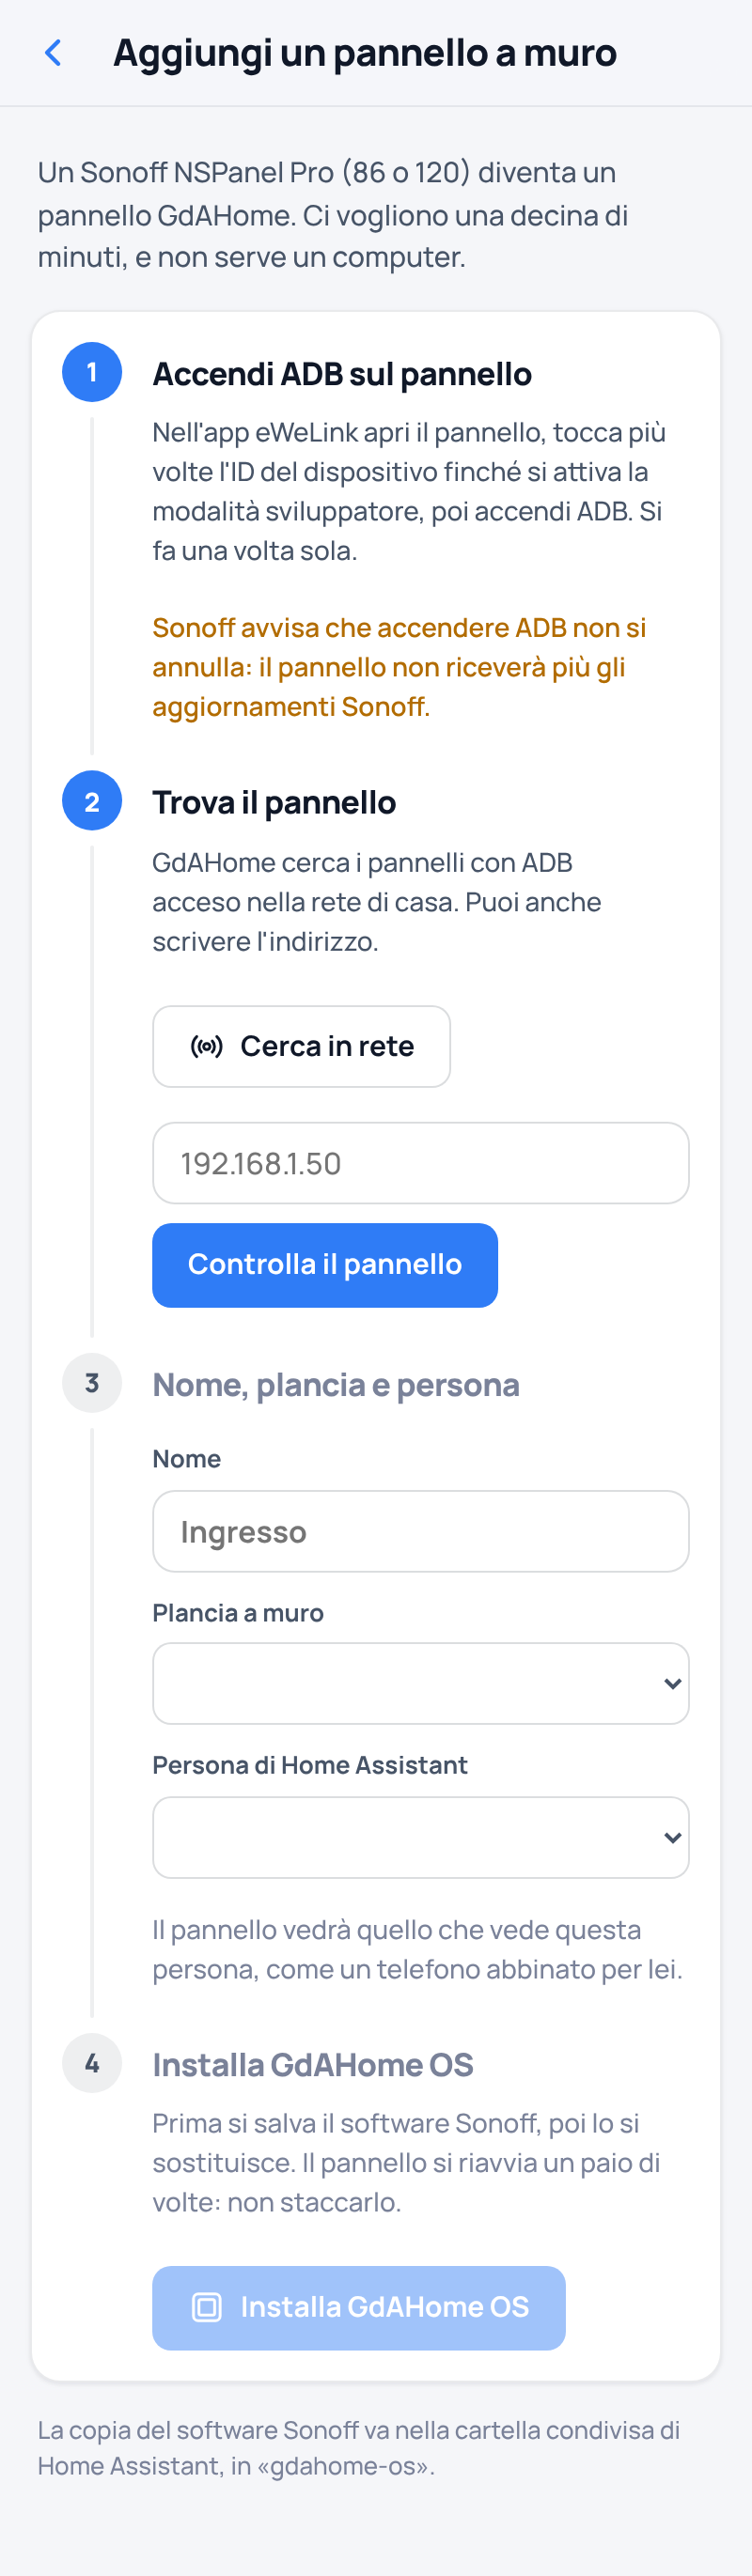 Aggiungi un pannello a muro
Un Sonoff NSPanel Pro (86 o 120) diventa un
pannello GdAHome. Ci vogliono una decina di
minuti, e non serve un computer.
1
Accendi ADB sul pannello
Nell'app eWeLink apri il pannello, tocca più
volte l'ID del dispositivo finché si attiva la
modalità sviluppatore, poi accendi ADB. Si
fa una volta sola.
Sonoff avvisa che accendere ADB non si
annulla: il pannello non riceverà più gli
aggiornamenti Sonoff.
2
Trova il pannello
GdAHome cerca i pannelli con ADB
acceso nella rete di casa. Puoi anche
scrivere l'indirizzo.
Cerca in rete
192.168.1.50
Controlla il pannello
3
Nome, plancia e persona
Nome
Ingresso
Plancia a muro
Persona di Home Assistant
Il pannello vedrà quello che vede questa
persona, come un telefono abbinato per lei.
4
Installa GdAHome OS
Prima si salva il software Sonoff, poi lo si
sostituisce. Il pannello si riavvia un paio di
volte: non staccarlo.
Installa GdAHome OS
La copia del software Sonoff va nella cartella condivisa di
Home Assistant, in «gdahome-os».